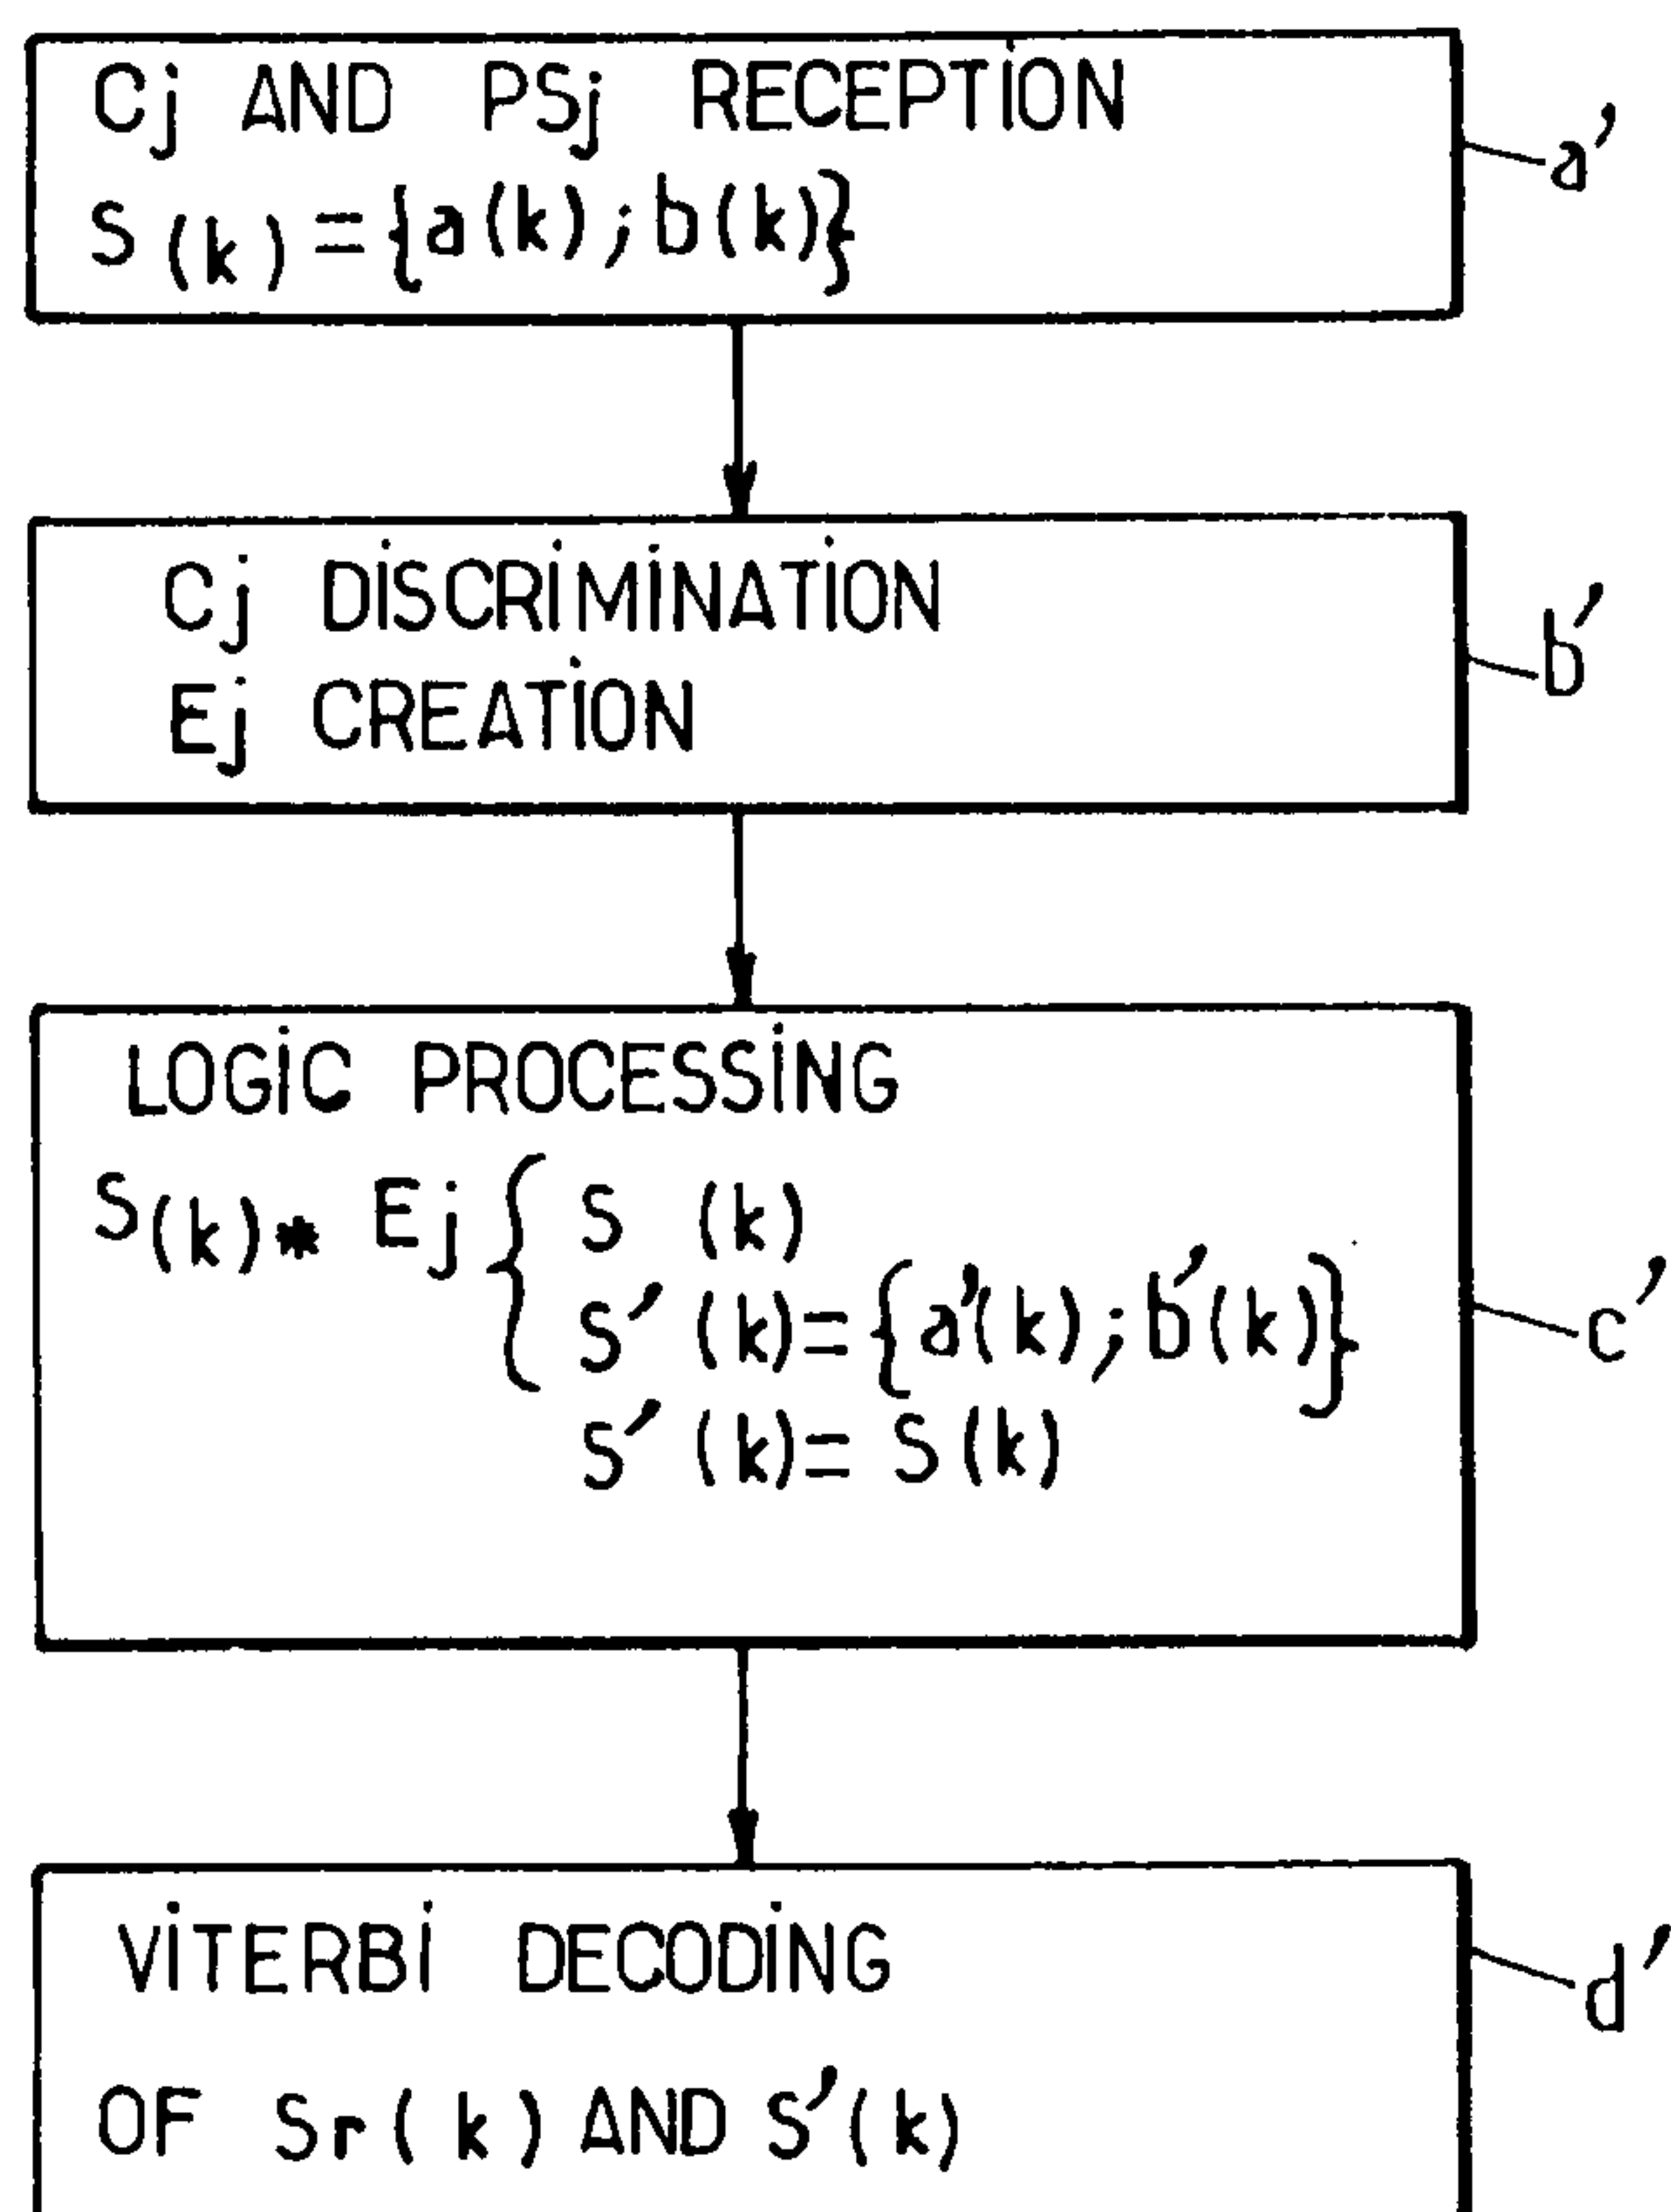 Cj AND PSj RECEPTION
S(k) = {a(k);b(k)}
a'
Cj DISCRIMINATION
Ej CREATION
b'
LOGIC PROCESSING
S(k)* Ej { S (k)
S' (k)= {a'(k);b'(k)}
S' (k)= S(k)
c'
VITERBI DECODING
OF Sr(k) AND S'(k)
d'